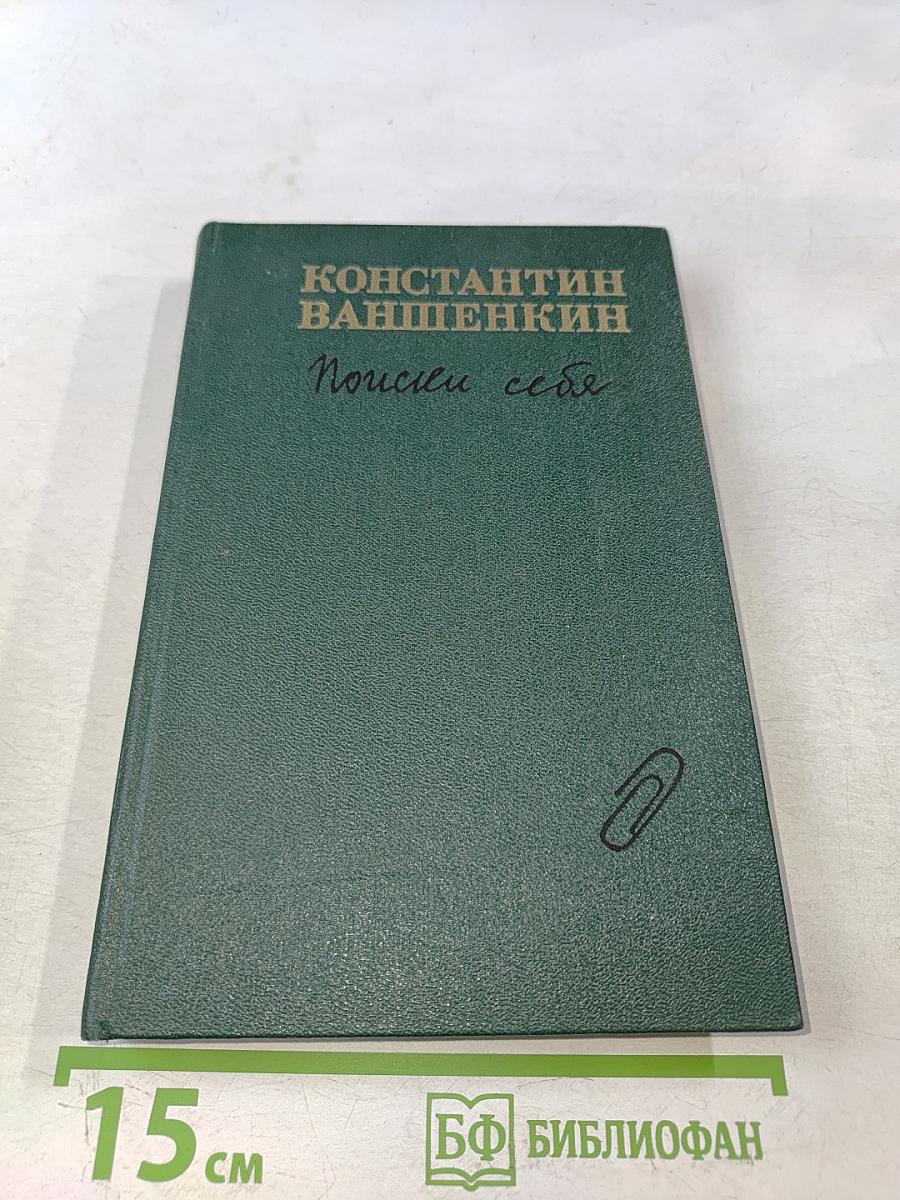 КОНСТАНТИН
ВАНШЕНКИН
Поиски себя
15 см
БФ БИБЛИОФАН